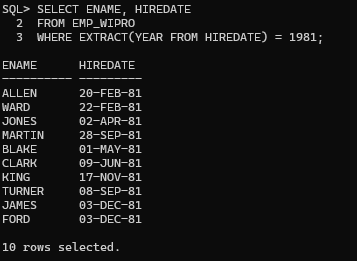 SQL> SELECT ENAME, HIREDATE
  2  FROM EMP_WIPRO
  3  WHERE EXTRACT(YEAR FROM HIREDATE) = 1981;
ENAME      HIREDATE
---------- ---------
ALLEN      20-FEB-81
WARD       22-FEB-81
JONES      02-APR-81
MARTIN     28-SEP-81
BLAKE      01-MAY-81
CLARK      09-JUN-81
KING       17-NOV-81
TURNER     08-SEP-81
JAMES      03-DEC-81
FORD       03-DEC-81
10 rows selected.